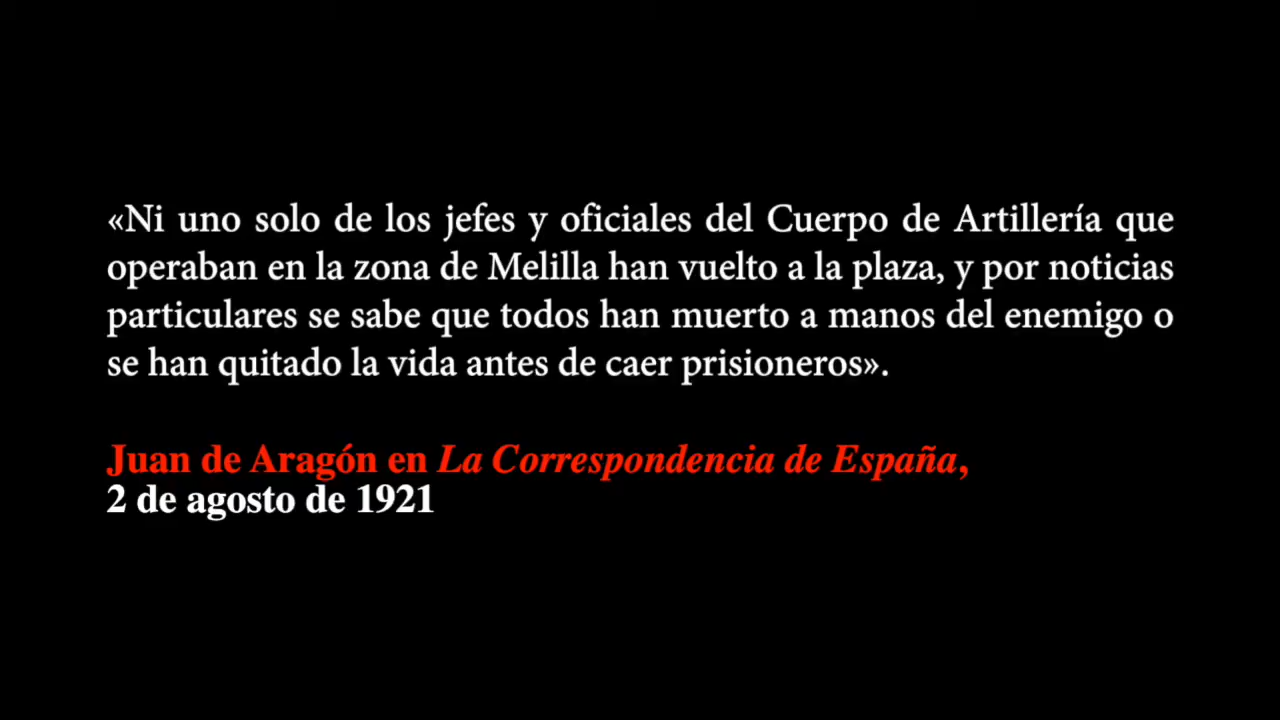 «Ni uno solo de los jefes y oficiales del Cuerpo de Artillería que
operaban en la zona de Melilla han vuelto a la plaza, y por noticias
particulares se sabe que todos han muerto a manos del enemigo o
se han quitado la vida antes de caer prisioneros».
Juan de Aragón en La Correspondencia de España,
2 de agosto de 1921